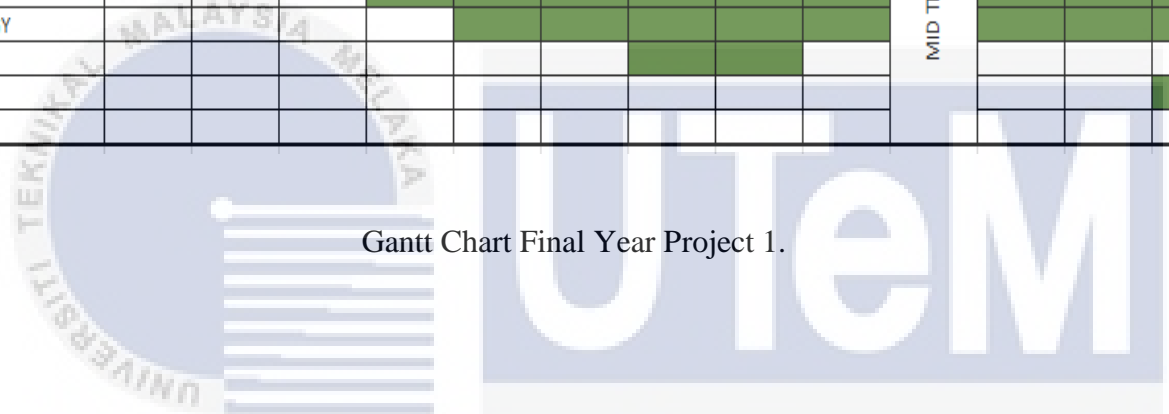 MID T
Y
UNIVERSITI TEKNIKAL MALAYSIA MELAKA
UTeM
Gantt Chart Final Year Project 1.